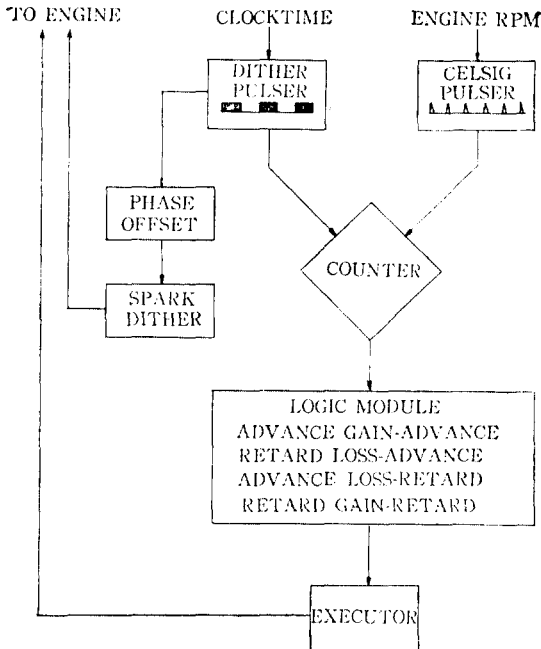 TO ENGINE
CLOCKTIME
ENGINE RPM
DITHER
PULSER
CELSIG
PULSER
PHASE
OFFSET
SPARK
DITHER
COUNTER
LOGIC MODULE
ADVANCE GAIN-ADVANCE
RETARD LOSS-ADVANCE
ADVANCE LOSS-RETARD
RETARD GAIN-RETARD
EXECUTOR